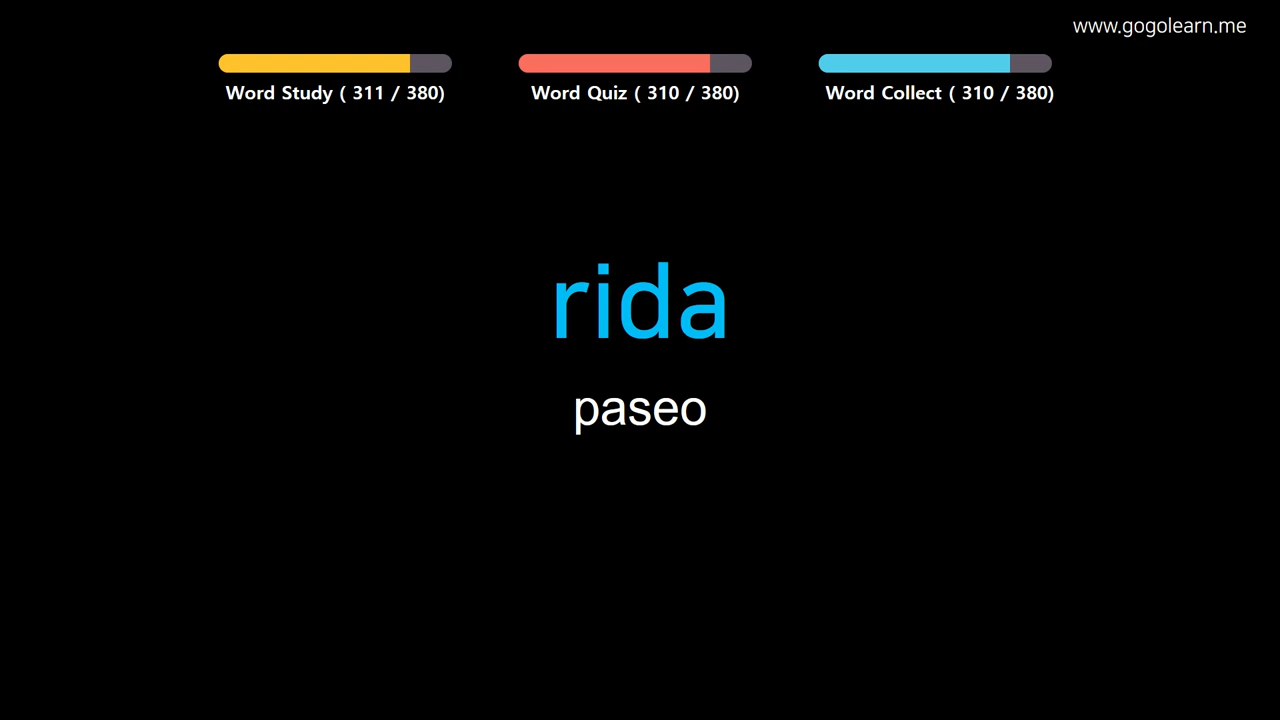 www.gogolearn.me
Word Study ( 311 / 380)
Word Quiz ( 310 / 380)
Word Collect ( 310 / 380)
rida
paseo